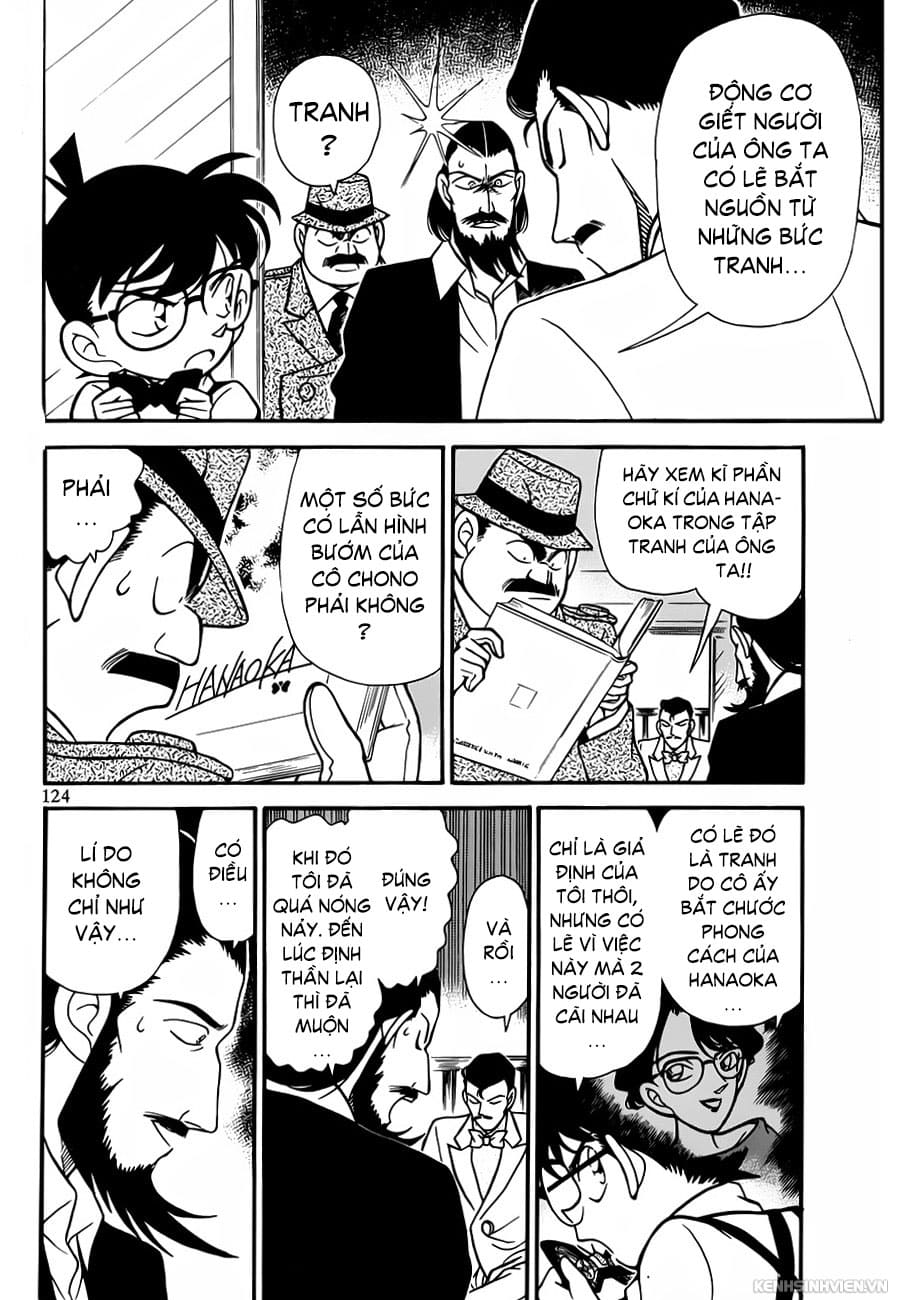 ĐỘNG CƠ
GIẾT NGƯỜI
CỦA ÔNG TA
CÓ LẼ BẮT
NGUỒN TỪ
NHỮNG BỨC
TRANH...
TRANH
?
HÃY XEM KĨ PHẦN
CHỮ KÍ CỦA HANA-
OKA TRONG TẬP
TRANH CỦA ÔNG
TA!!
MỘT SỐ BỨC
CÓ LẪN HÌNH
BƯỚM CỦA
CÔ CHONO
PHẢI KHÔNG
?
PHẢI
...
HANAOKA
124
CÓ LẼ ĐÓ
LÀ TRANH
DO CÔ ẤY
BẮT CHƯỚC
PHONG
CÁCH CỦA
HANAOKA
...
CHỈ LÀ GIẢ
ĐỊNH CỦA
TÔI THÔI,
NHƯNG CÓ
LẼ VÌ VIỆC
NÀY MÀ 2
NGƯỜI ĐÃ
CÃI NHAU
...
VÀ
RỒI
...
ĐÚNG
VẬY!
KHI ĐÓ
TÔI ĐÃ
QUÁ NÓNG
NẢY. ĐẾN
LÚC ĐỊNH
THẦN LẠI
THÌ ĐÃ
MUỘN
...
CÓ
ĐIỀU
...
LÍ DO
KHÔNG
CHỈ NHƯ
VẬY...
KENHSINHVIEN.VN